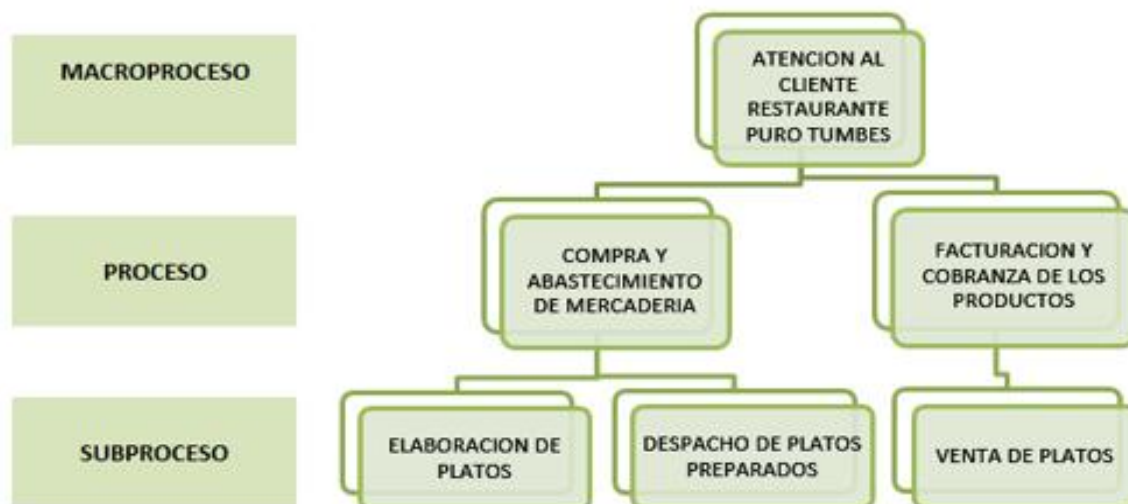 MACROPROCESO
ATENCION AL
CLIENTE
RESTAURANTE
PURO TUMBES
PROCESO
COMPRA Y
ABASTECIMIENTO
DE MERCADERIA
FACTURACION Y
COBRANZA DE LOS
PRODUCTOS
SUBPROCESO
ELABORACION DE
PLATOS
DESPACHO DE PLATOS
PREPARADOS
VENTA DE PLATOS